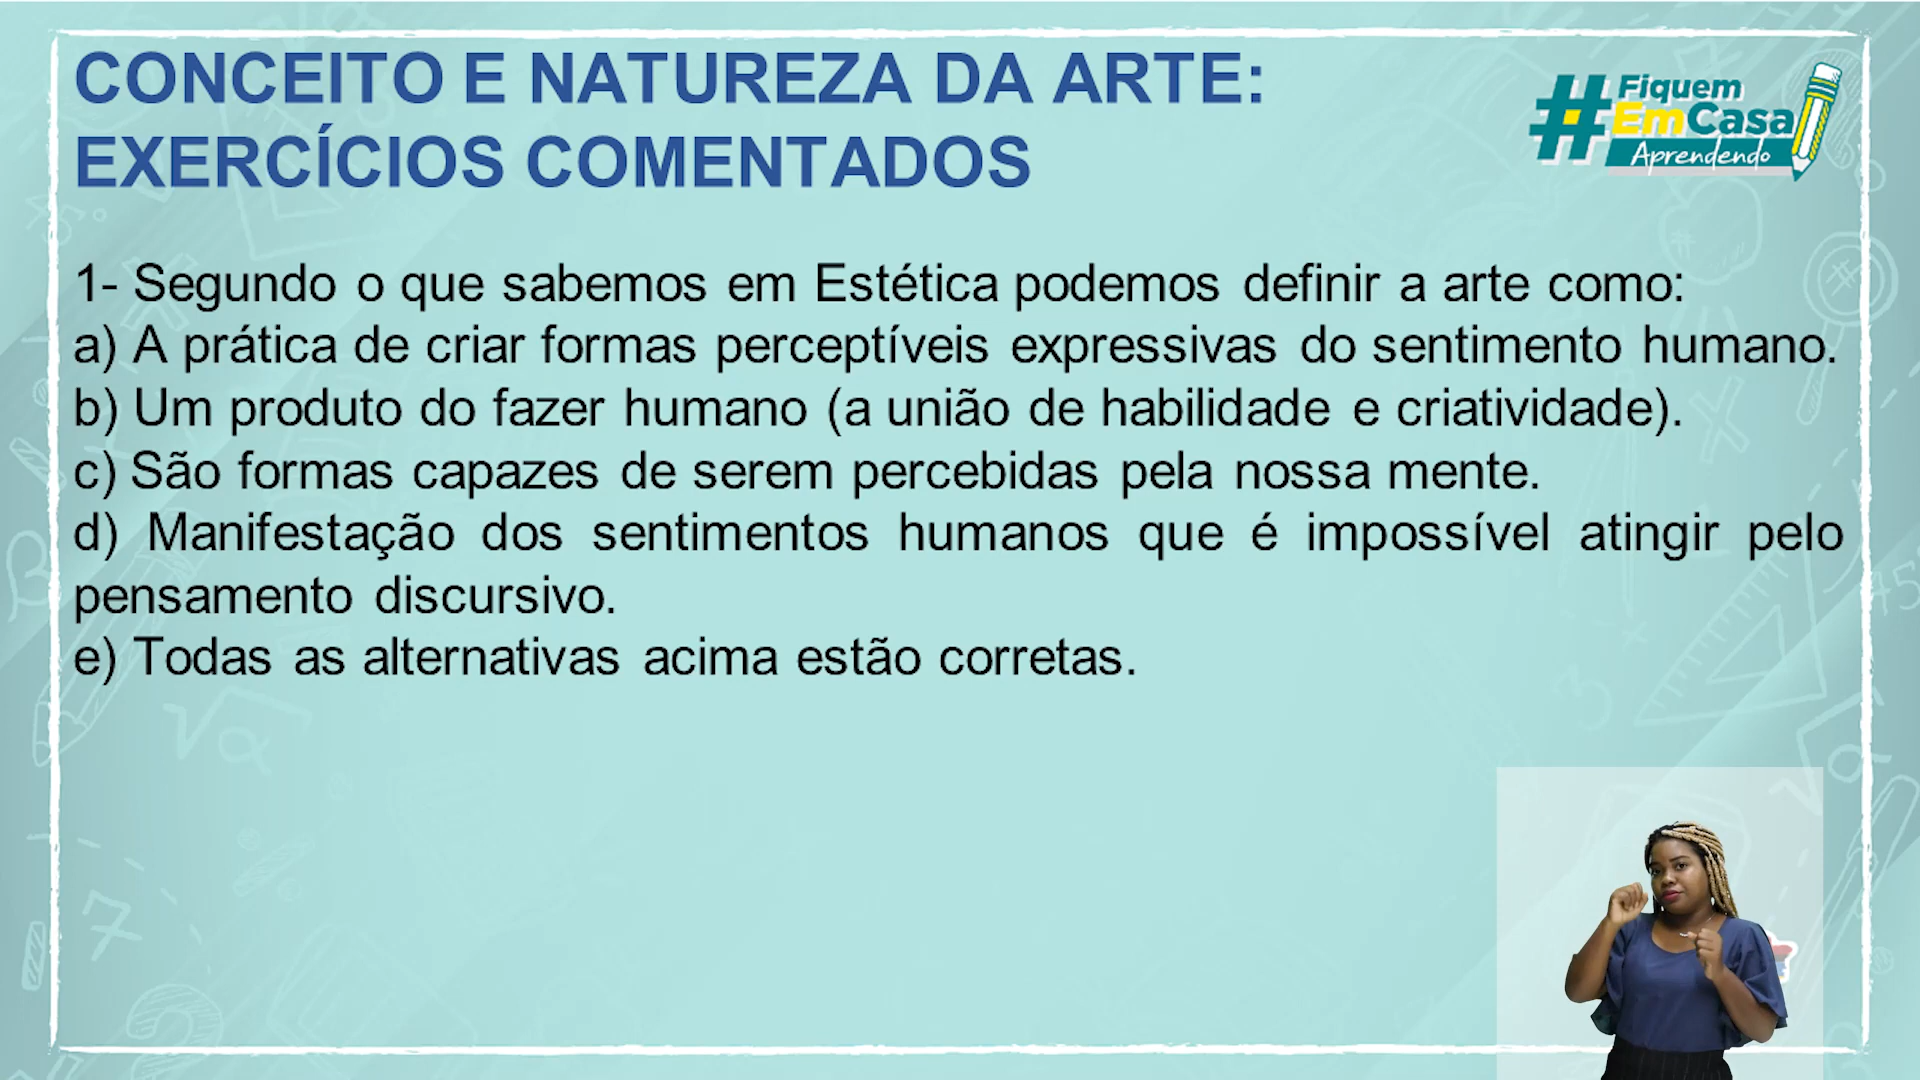 CONCEITO E NATUREZA DA ARTE:
EXERCÍCIOS COMENTADOS
#Fiquem
EmCasa
Aprendendo
1- Segundo o que sabemos em Estética podemos definir a arte como:
a) A prática de criar formas perceptíveis expressivas do sentimento humano.
b) Um produto do fazer humano (a união de habilidade e criatividade).
c) São formas capazes de serem percebidas pela nossa mente.
d) Manifestação dos sentimentos humanos que é impossível atingir pelo
pensamento discursivo.
e) Todas as alternativas acima estão corretas.